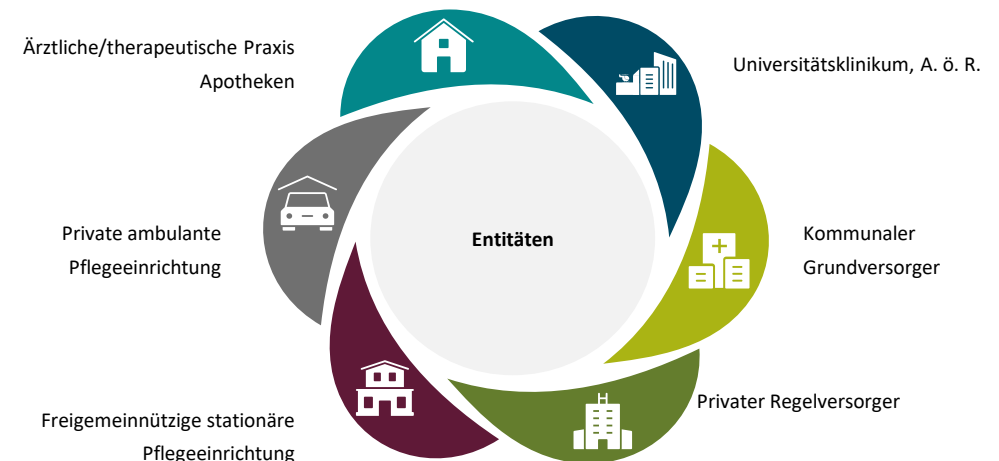 Ärztliche/therapeutische Praxis
Apotheken
Universitätsklinikum, A. ö. R.
Private ambulante
Pflegeeinrichtung
Entitäten
Kommunaler
Grundversorger
Freigemeinnützige stationäre
Pflegeeinrichtung
Privater Regelversorger